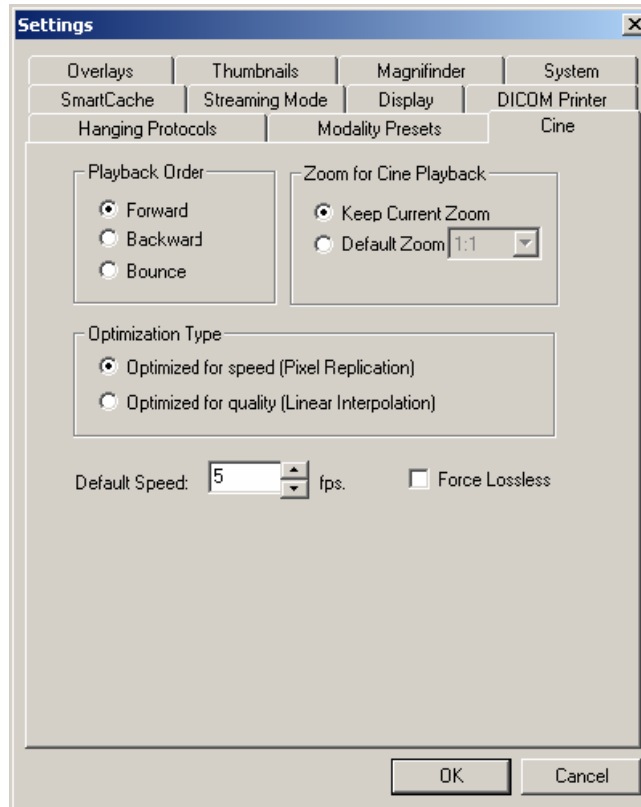 Settings
Overlays Thumbnails Magnifinder System
SmartCache Streaming Mode Display DICOM Printer
Hanging Protocols Modality Presets Cine
Playback Order
Forward
Backward
Bounce
Zoom for Cine Playback
Keep Current Zoom
Default Zoom 1:1
Optimization Type
Optimized for speed (Pixel Replication)
Optimized for quality (Linear Interpolation)
Default Speed: 5 fps. Force Lossless
OK Cancel